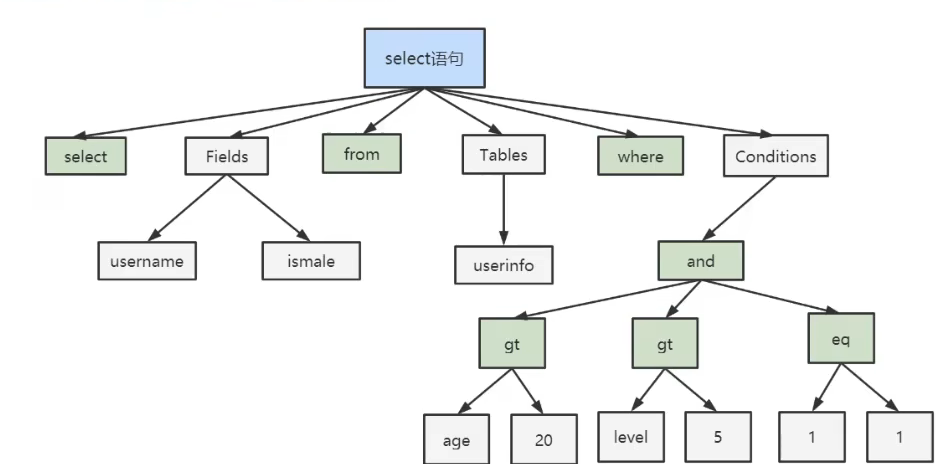 select语句
select
Fields
from
Tables
where
Conditions
username
ismale
userinfo
and
gt
gt
eq
age
20
level
5
1
1